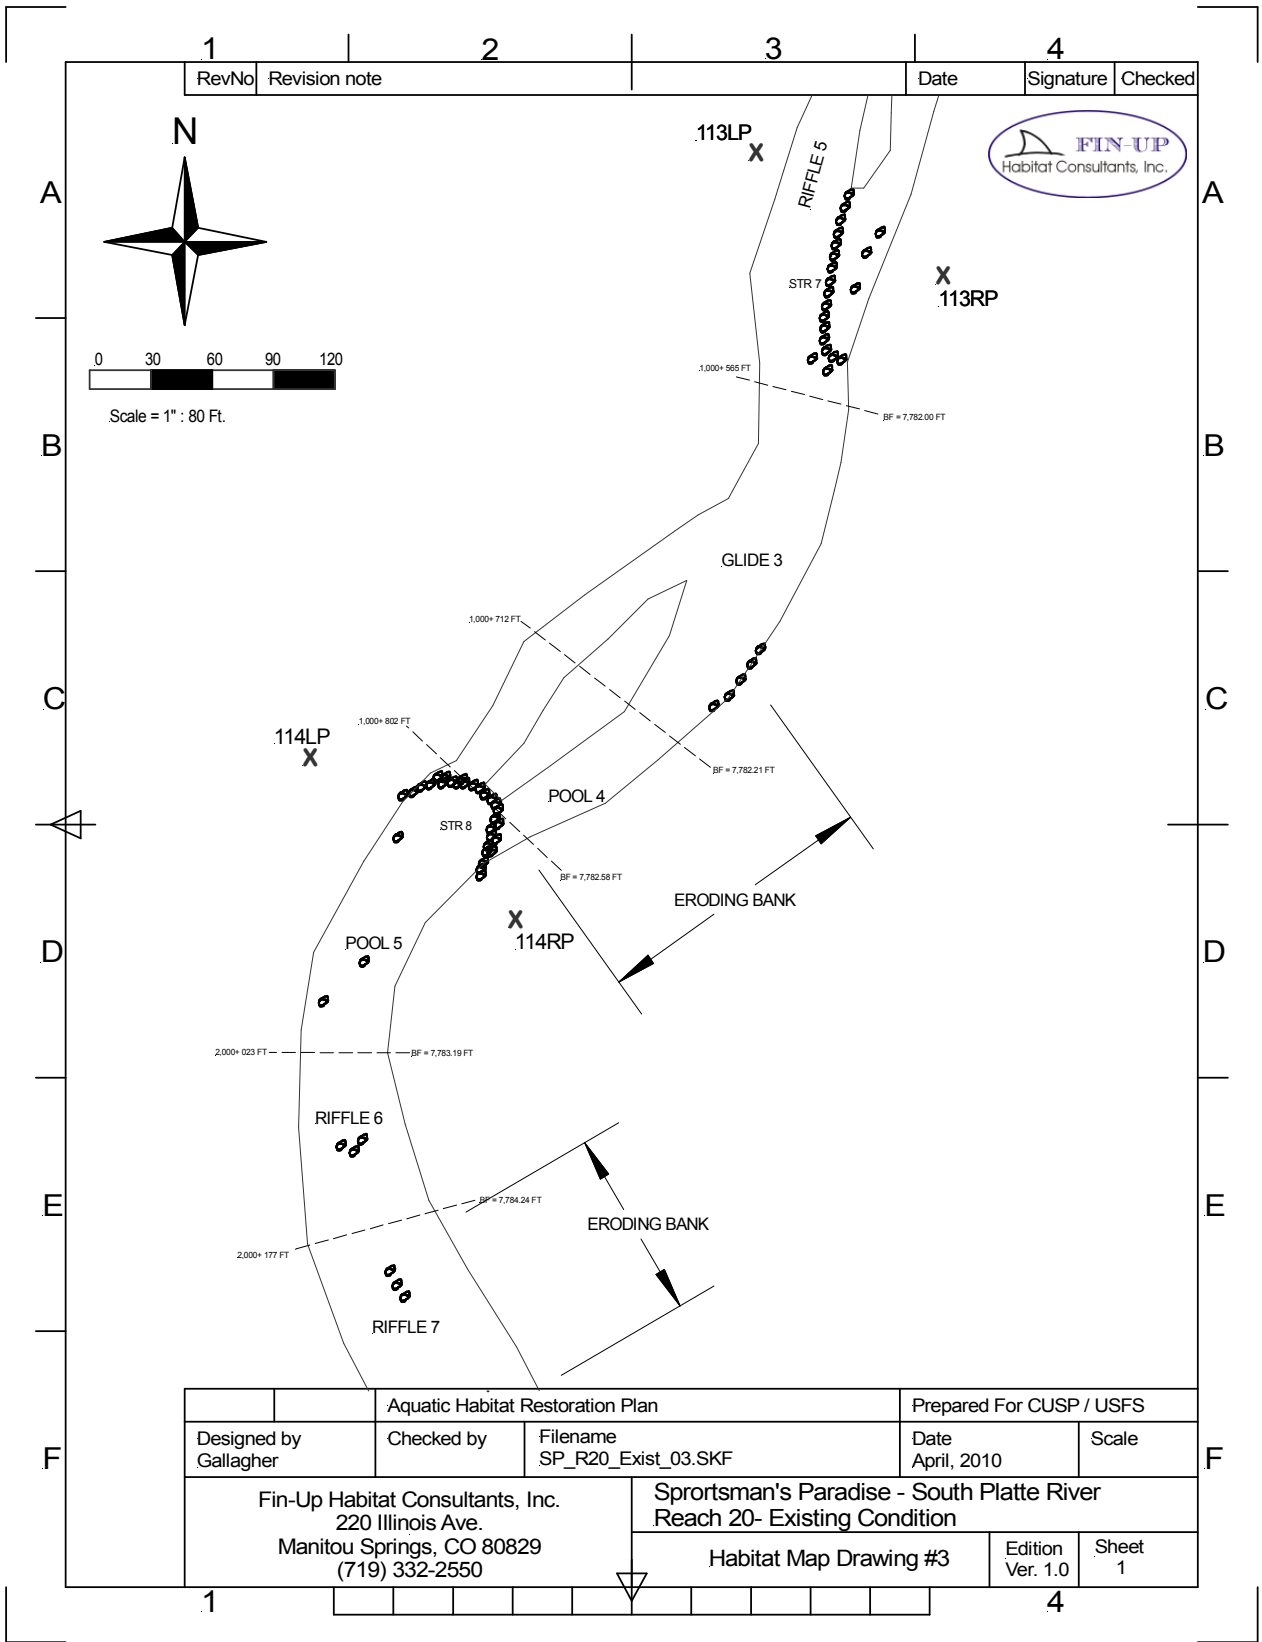 1 2 3 4
RevNo Revision note Date Signature Checked
N
113LP
RIFFLE 5
FIN-UP
Habitat Consultants, Inc.
A A
STR 7
113RP
0 30 60 90 120
Scale = 1" : 80 Ft.
1,000+ 565 FT
BF = 7,782.00 FT
B B
GLIDE 3
1,000+ 712 FT
C C
1,000+ 802 FT
114LP
BF = 7,782.21 FT
POOL 4
STR 8
BF = 7,782.58 FT
ERODING BANK
114RP
POOL 5
D D
2,000+ 023 FT
BF = 7,783.19 FT
RIFFLE 6
E E
BF = 7,784.24 FT
ERODING BANK
2,000+ 177 FT
RIFFLE 7
Aquatic Habitat Restoration Plan
Prepared For CUSP / USFS
Designed by
Gallagher
Checked by
Filename
SP_R20_Exist_03.SKF
Date
April, 2010
Scale
F F
Fin-Up Habitat Consultants, Inc.
220 Illinois Ave.
Manitou Springs, CO 80829
(719) 332-2550
Sprortsman's Paradise - South Platte River
Reach 20- Existing Condition
Habitat Map Drawing #3
Edition
Ver. 1.0
Sheet
1
1 4